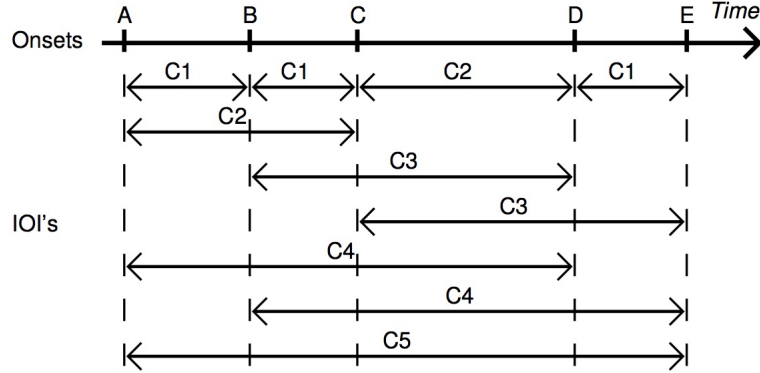 A B C D E Time
Onsets
C1 C1 C2 C1
C2
C3
C3
IOI's
C4
C4
C5